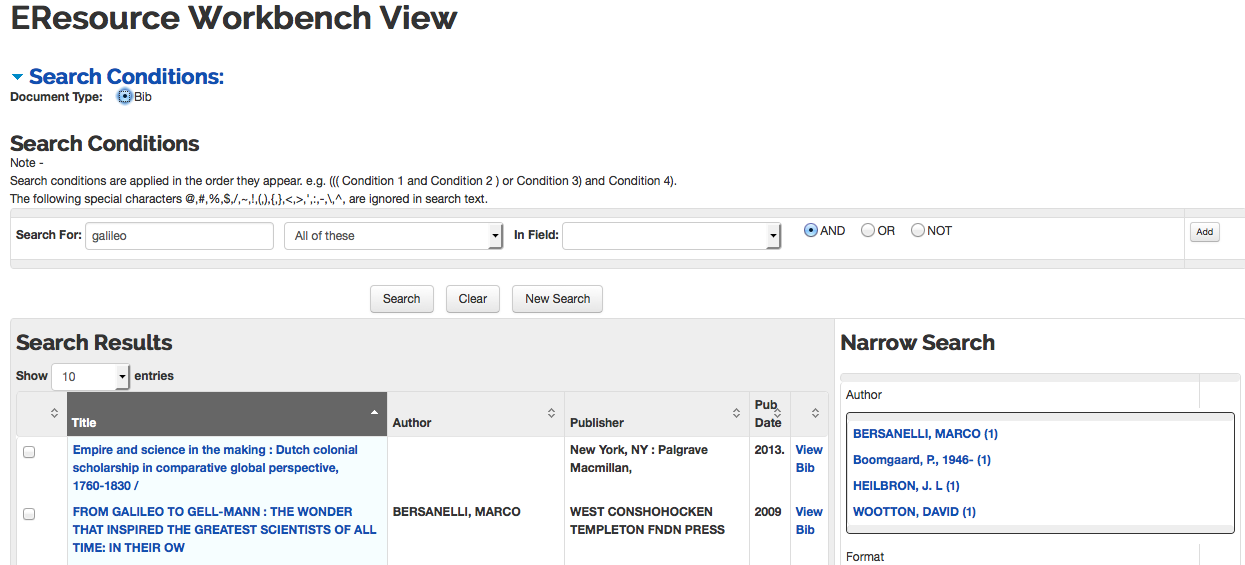 EResource Workbench View
Search Conditions:
Document Type: Bib
Search Conditions
Note -
Search conditions are applied in the order they appear. e.g. ((( Condition 1 and Condition 2 ) or Condition 3) and Condition 4).
The following special characters @,#,%,$,/,~,!,(,),{,},<,>,',:,-,\,^, are ignored in search text.
Search For: galileo All of these In Field: AND OR NOT Add
Search Clear New Search
Search Results
Show 10 entries
Title Author Publisher Pub Date
Empire and science in the making : Dutch colonial
scholarship in comparative global perspective,
1760-1830 /
New York, NY : Palgrave
Macmillan,
2013.
View
Bib
FROM GALILEO TO GELL-MANN : THE WONDER
THAT INSPIRED THE GREATEST SCIENTISTS OF ALL
TIME: IN THEIR OW
BERSANELLI, MARCO
WEST CONSHOHOCKEN
TEMPLETON FNDN PRESS
2009
View
Bib
Narrow Search
Author
BERSANELLI, MARCO (1)
Boomgaard, P., 1946- (1)
HEILBRON, J. L (1)
WOOTTON, DAVID (1)
Format